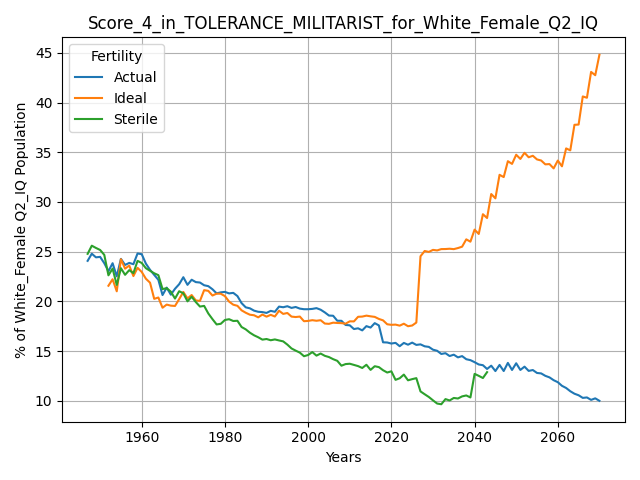 Score_4_in_TOLERANCE_MILITARIST_for_White_Female_Q2_IQ
Fertility
Actual
Ideal
Sterile
% of White_Female Q2_IQ Population
45
40
35
30
25
20
15
10
1960
1980
2000
2020
2040
2060
Years